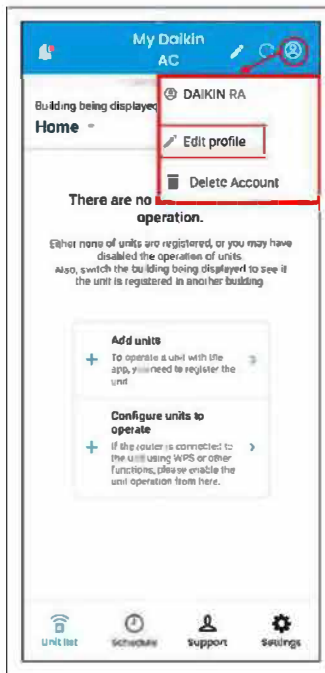 My Daikin
AC
Building being displayed
Home
DAIKIN RA
Edit profile
Delete Account
There are no
operation.
Either none of units are registered, or you may have
disabled the operation of units
Also, switch the building being displayed to see if
the unit is registered in another building
Add units
To operate a unit with the
app, you need to register the
unit
Configure units to
operate
If the router is connected to
the unit using WPS or other
functions, please enable the
unit operation from here.
Unit list
Schedule
Support
Settings